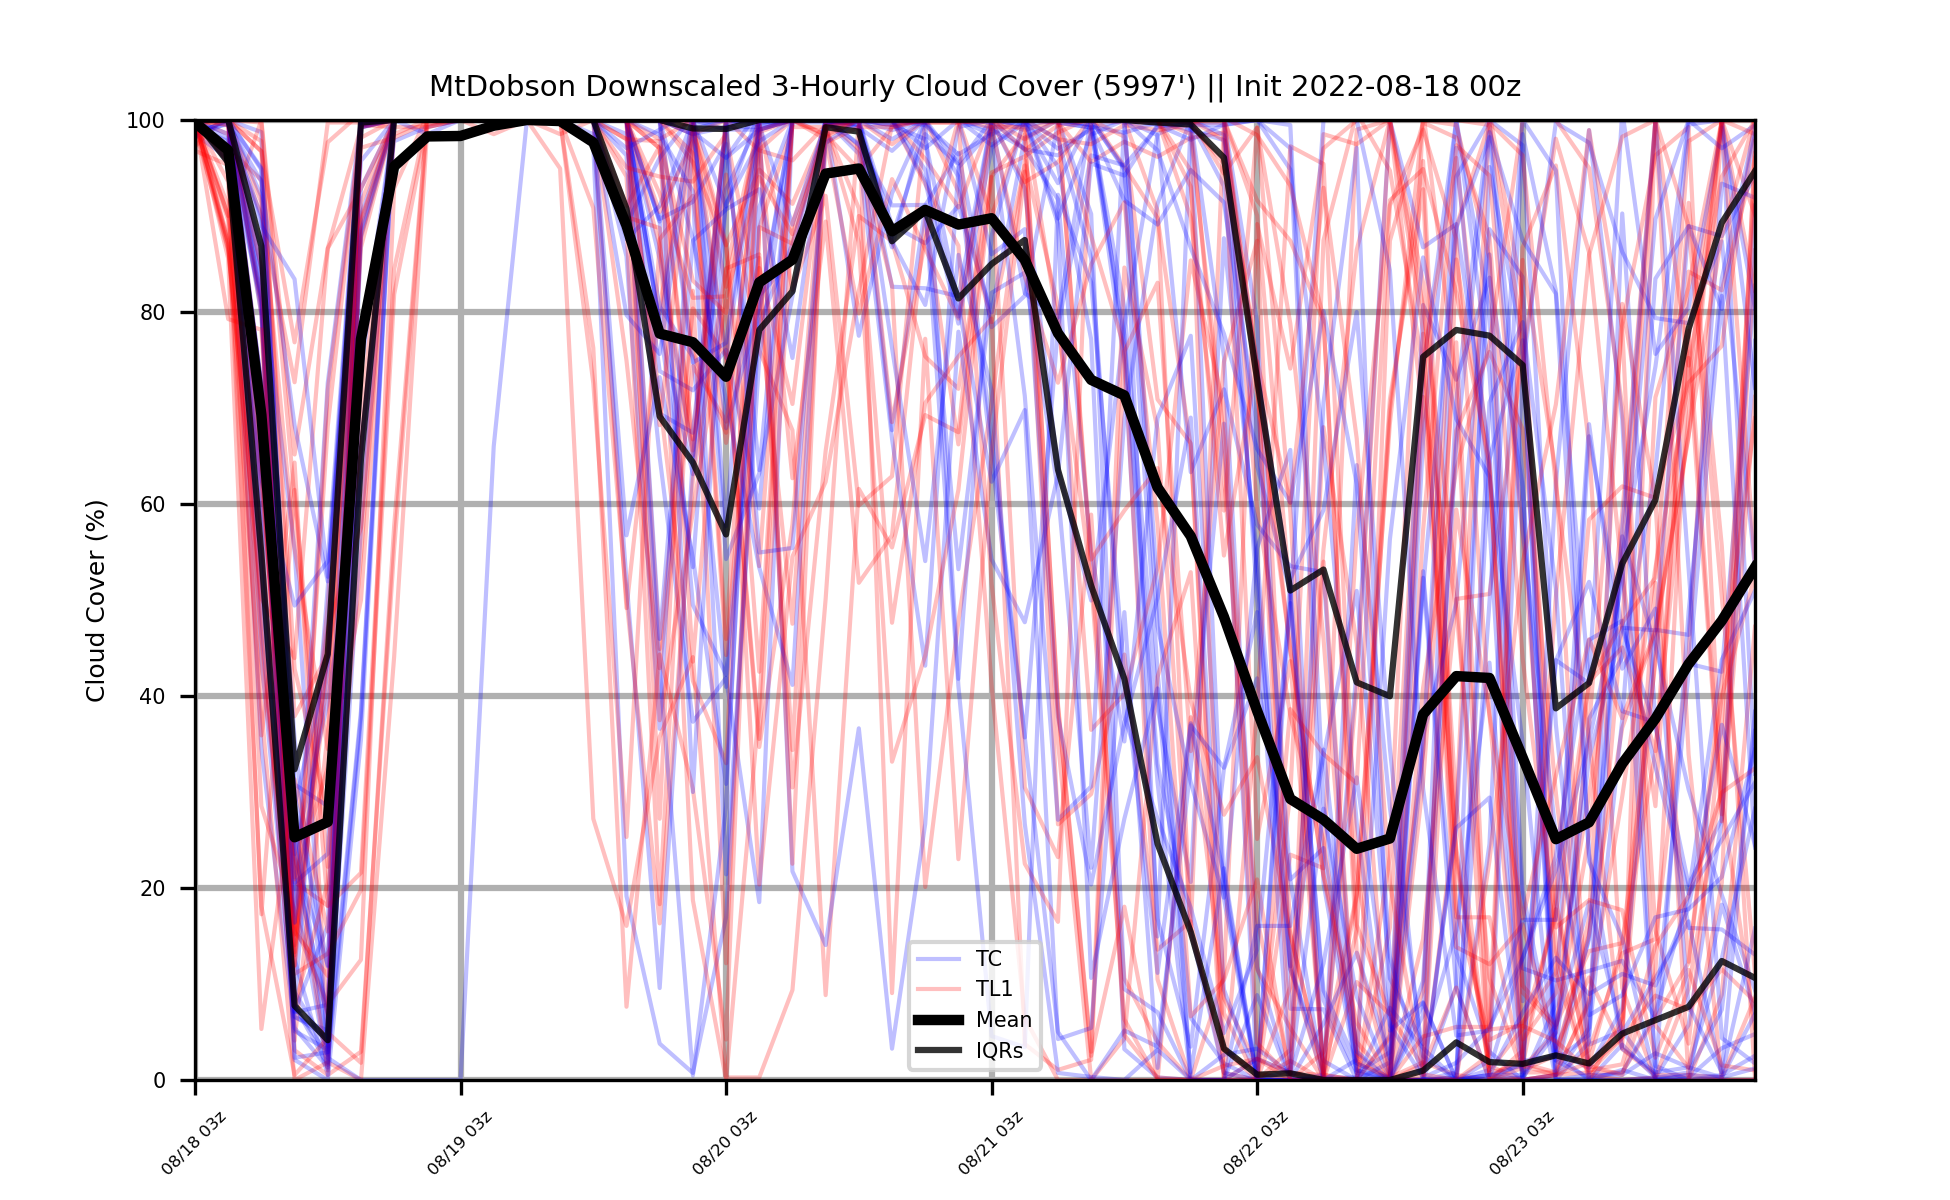 MtDobson Downscaled 3-Hourly Cloud Cover (5997') || Init 2022-08-18 00z
Cloud Cover (%)
100
80
60
40
20
0
TC
TL1
Mean
IQRs
08/18 03z
08/19 03z
08/20 03z
08/21 03z
08/22 03z
08/23 03z